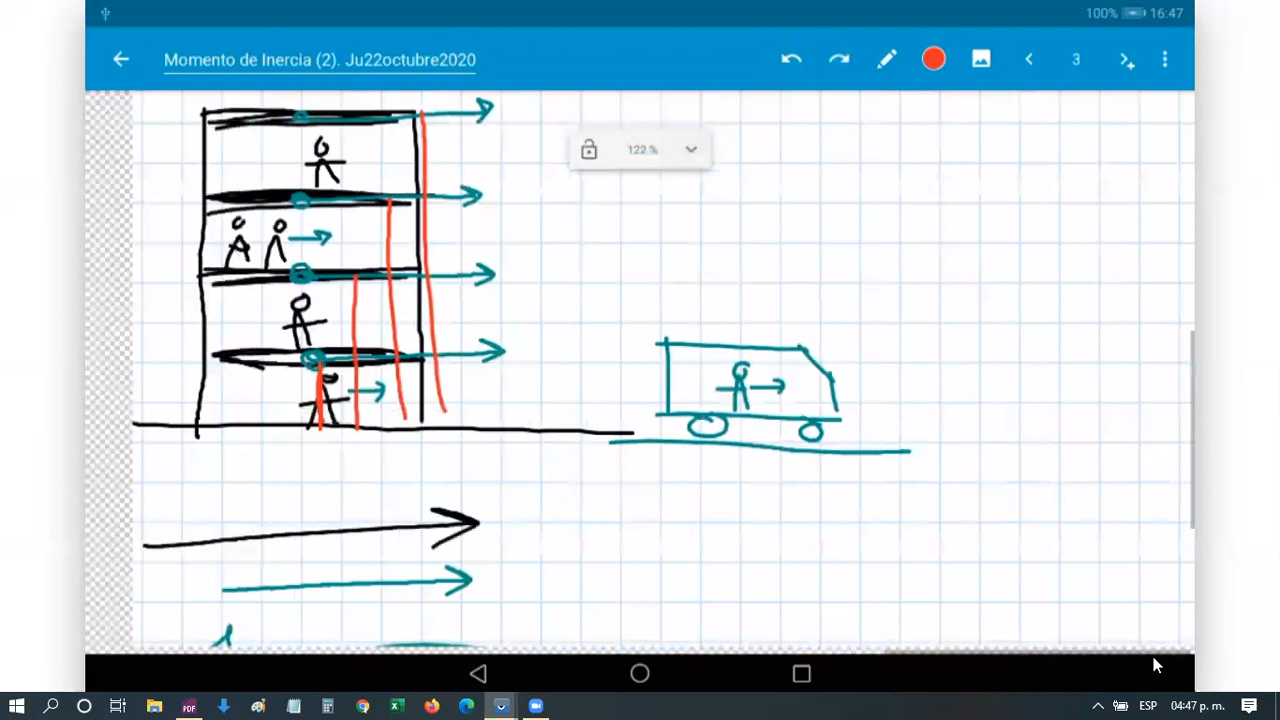 100% 16:47
Momento de Inercia (2). Ju22octubre2020
3
122 %
ESP
04:47 p. m.